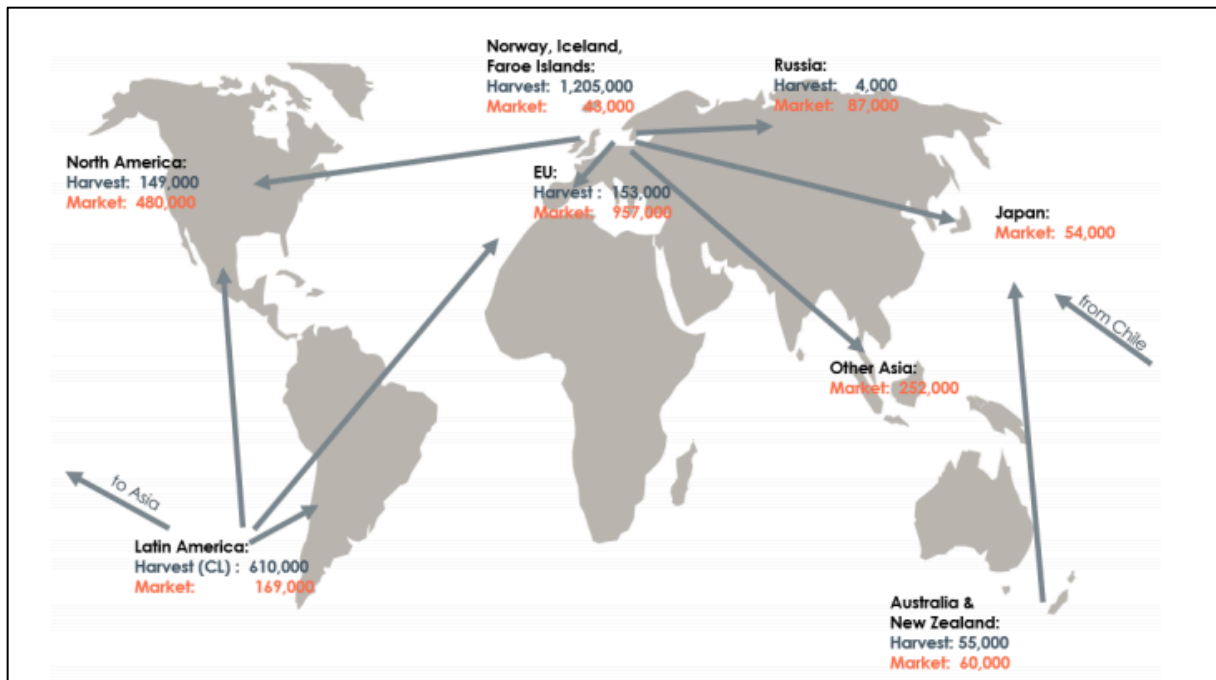 Norway, Iceland,
Faroe Islands:
Harvest: 1,205,000
Market: 43,000
Russia:
Harvest: 4,000
Market: 87,000
North America:
Harvest: 149,000
Market: 480,000
EU:
Harvest : 153,000
Market: 957,000
Japan:
Market: 54,000
from Chile
Other Asia:
Market: 252,000
to Asia
Latin America:
Harvest (CL) : 610,000
Market: 169,000
Australia &
New Zealand:
Harvest: 55,000
Market: 60,000